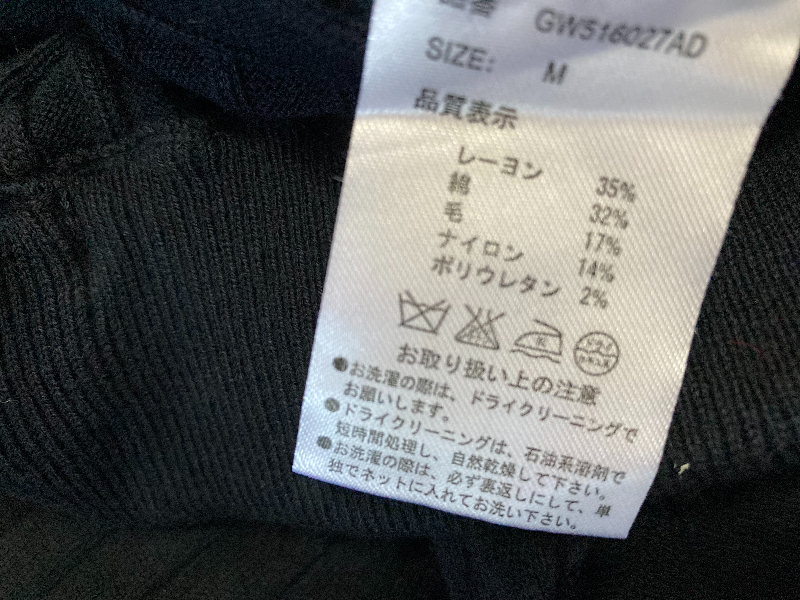 品番 GW516027AD
SIZE: M
品質表示
レーヨン 35%
綿 32%
毛 17%
ナイロン 14%
ポリウレタン 2%
ドライ
お取り扱い上の注意
●お洗濯の際は、ドライクリーニングで
お願いします。
●ドライクリーニングは、石油系溶剤で
短時間処理し、自然乾燥して下さい。
●お洗濯の際は、必ず裏返しにして、単
独でネットに入れてお洗い下さい。